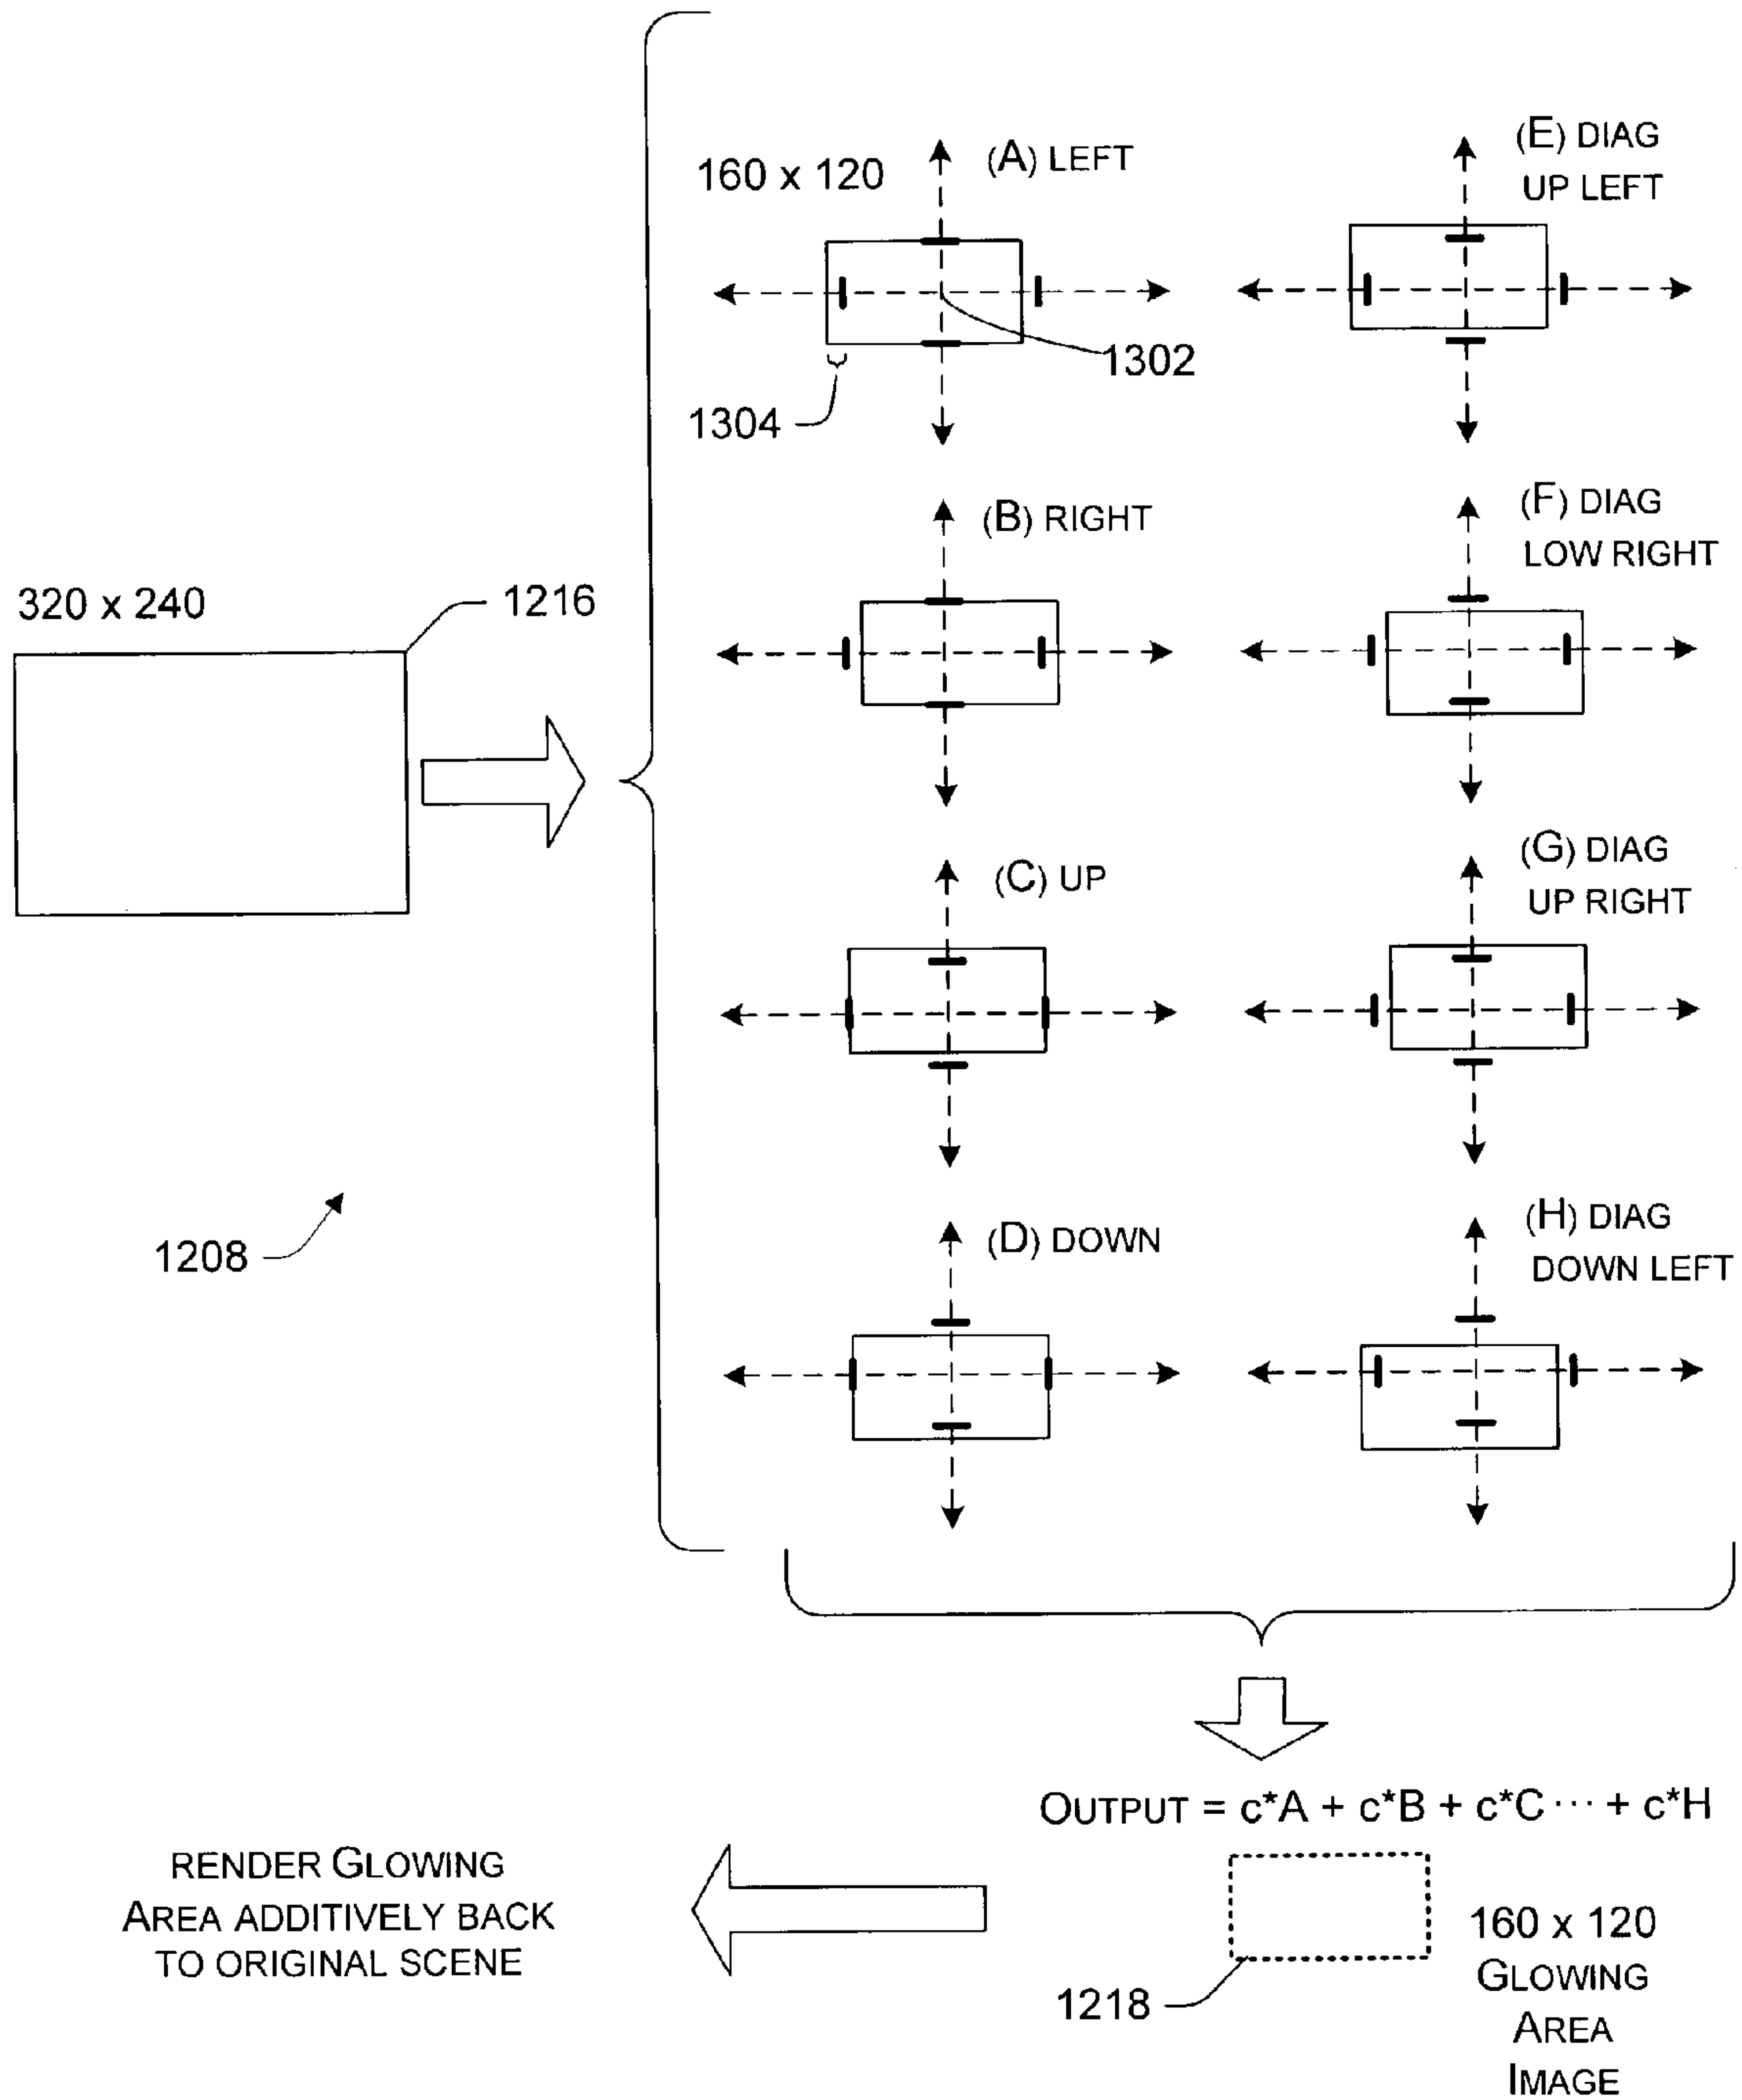 160 x 120
(A) LEFT
(E) DIAG
UP LEFT
1302
1304
(B) RIGHT
(F) DIAG
LOW RIGHT
320 x 240
1216
(C) UP
(G) DIAG
UP RIGHT
1208
(D) DOWN
(H) DIAG
DOWN LEFT
OUTPUT = c*A + c*B + c*C ··· + c*H
RENDER GLOWING
AREA ADDITIVELY BACK
TO ORIGINAL SCENE
1218
160 x 120
GLOWING
AREA
IMAGE